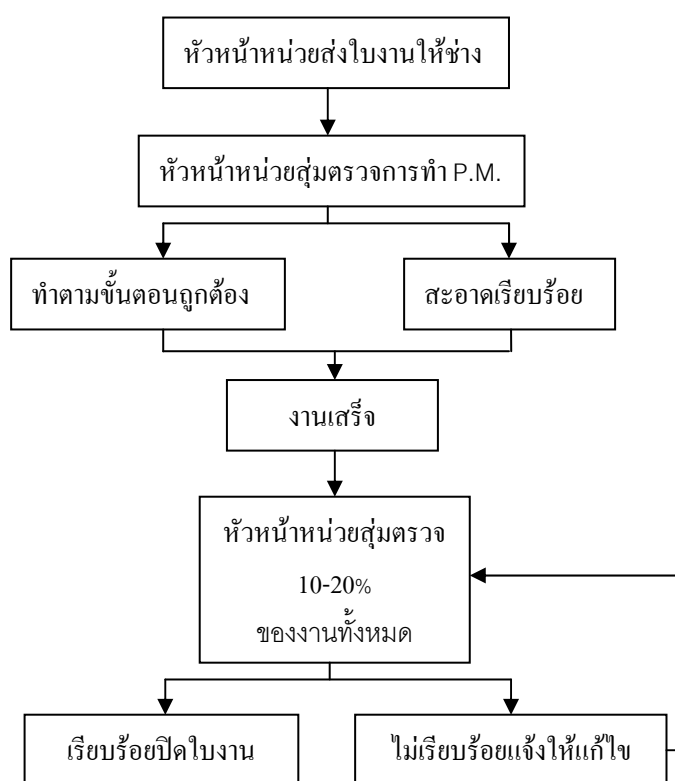 หัวหน้าหน่วยส่งใบงานให้ช่าง
หัวหน้าหน่วยสุ่มตรวจการทำ P.M.
ทำตามขั้นตอนถูกต้อง
สะอาดเรียบร้อย
งานเสร็จ
หัวหน้าหน่วยสุ่มตรวจ
10-20%
ของงานทั้งหมด
เรียบร้อยปิดใบงาน
ไม่เรียบร้อยแจ้งให้แก้ไข